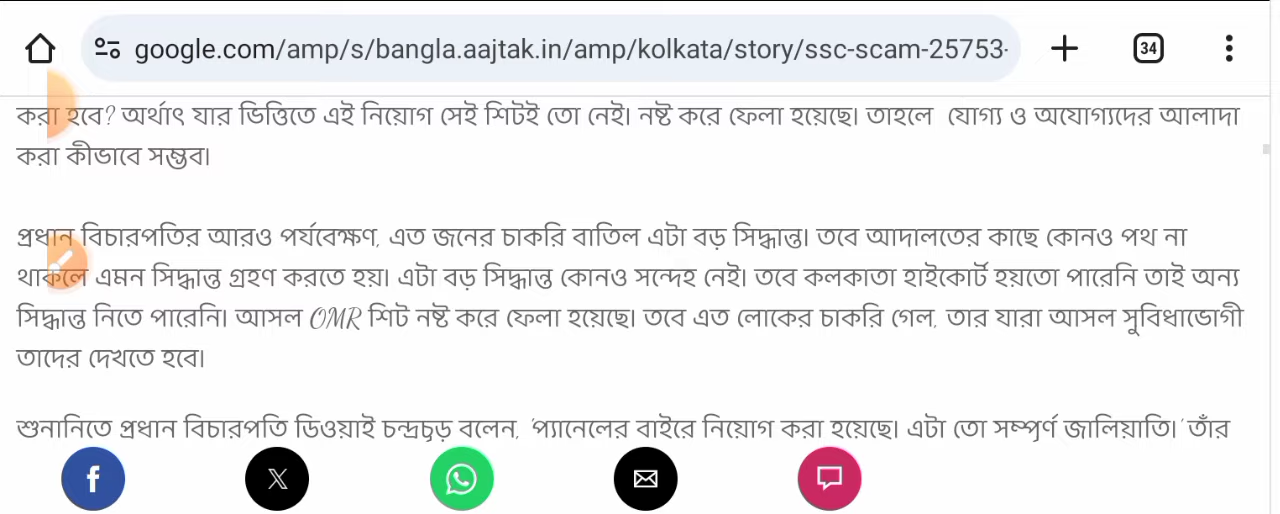 google.com/amp/s/bangla.aajtak.in/amp/kolkata/story/ssc-scam-25753-
34
করা হবে? অর্থাৎ যার ভিত্তিতে এই নিয়োগ সেই শিটই তো নেই। নষ্ট করে ফেলা হয়েছে। তাহলে যোগ্য ও অযোগ্যদের আলাদা
করা কীভাবে সম্ভব।
প্রধান বিচারপতির আরও পর্যবেক্ষণ, এত জনের চাকরি বাতিল এটা বড় সিদ্ধান্ত। তবে আদালতের কাছে কোনও পথ না
থাকলে এমন সিদ্ধান্ত গ্রহণ করতে হয়। এটা বড় সিদ্ধান্ত কোনও সন্দেহ নেই। তবে কলকাতা হাইকোর্ট হয়তো পারেনি তাই অন্য
সিদ্ধান্ত নিতে পারেনি। আসল OMR শিট নষ্ট করে ফেলা হয়েছে। তবে এত লোকের চাকরি গেল, তার যারা আসল সুবিধাভোগী
তাদের দেখতে হবে।
শুনানিতে প্রধান বিচারপতি ডিওয়াই চন্দ্রচূড় বলেন, 'প্যানেলের বাইরে নিয়োগ করা হয়েছে। এটা তো সম্পূর্ণ জালিয়াতি।' তাঁর